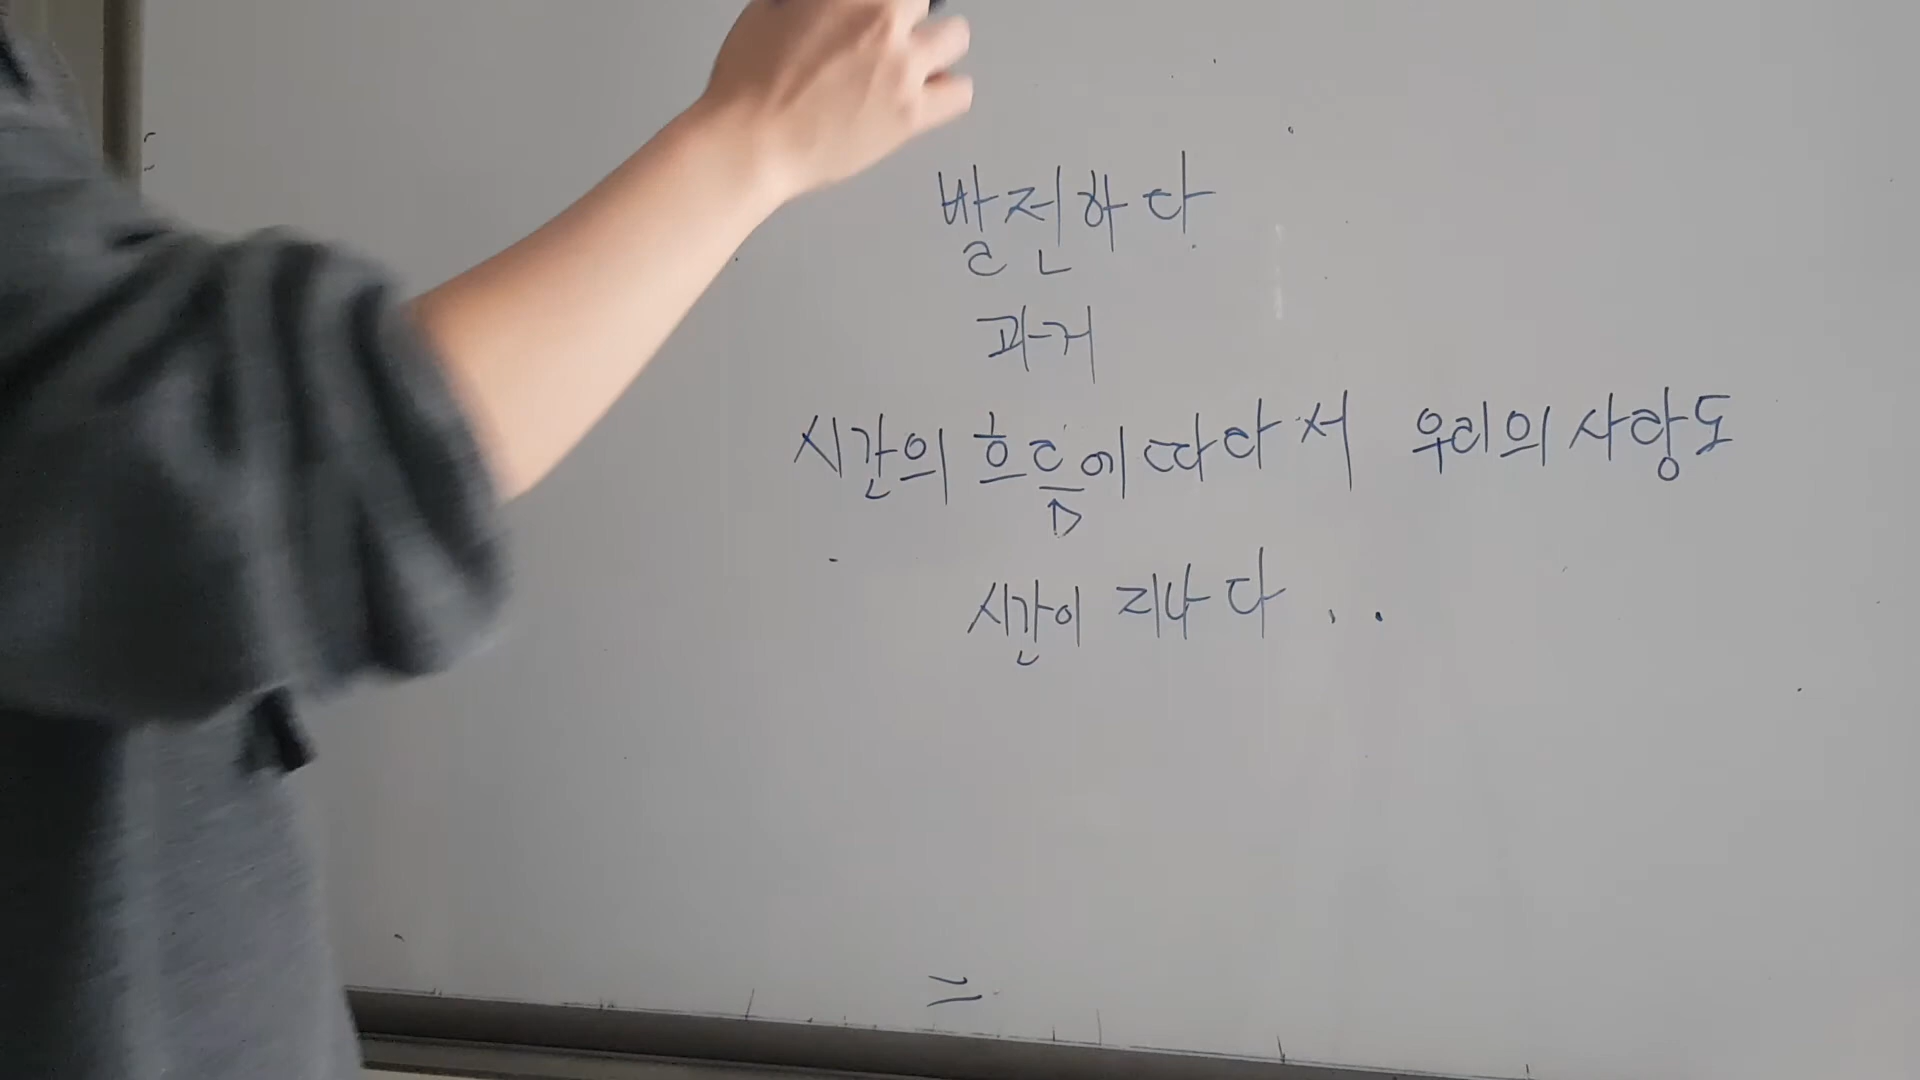 발전하다
과거
시간의 흐름에 따라서 우리의 사랑도
시간이 지나다...